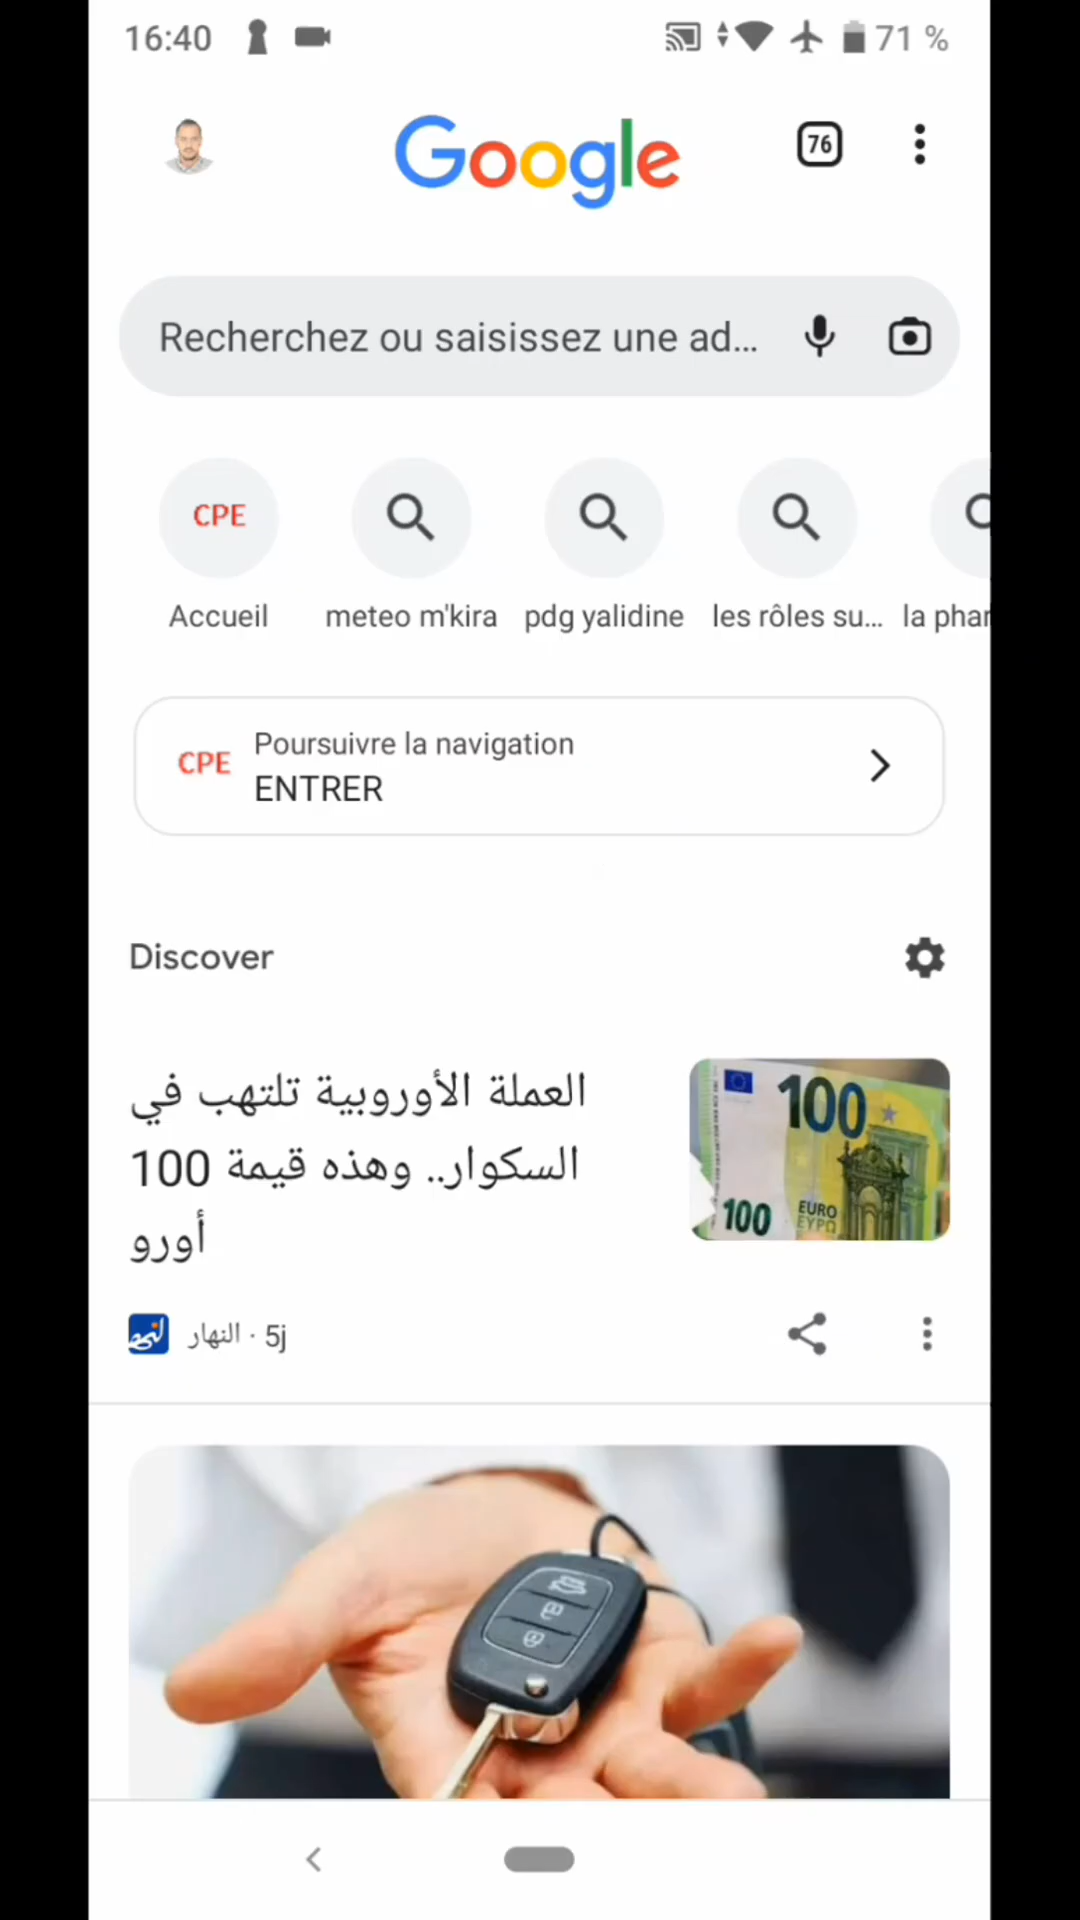 16:40
71 %
Google
76
Recherchez ou saisissez une ad...
CPE
Accueil
meteo m'kira
pdg yalidine
les rôles su...
la phar
CPE
Poursuivre la navigation
ENTRER
Discover
العملة الأوروبية تلتهب في
السكوار.. وهذه قيمة 100
أورو
100
100
EURO
ΕΥΡΩ
النهار · 5j